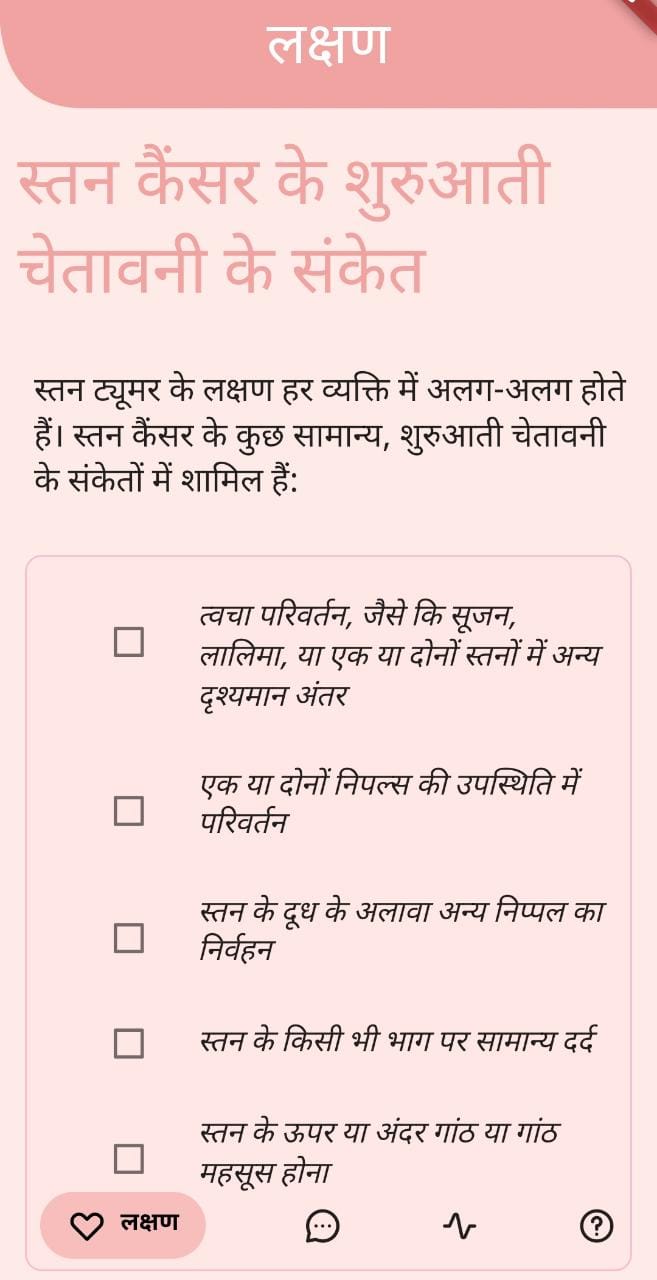 लक्षण
स्तन कैंसर के शुरुआती
चेतावनी के संकेत
स्तन ट्यूमर के लक्षण हर व्यक्ति में अलग-अलग होते
हैं। स्तन कैंसर के कुछ सामान्य, शुरुआती चेतावनी
के संकेतों में शामिल हैं:
त्वचा परिवर्तन, जैसे कि सूजन,
लालिमा, या एक या दोनों स्तनों में अन्य
दृश्यमान अंतर
एक या दोनों निपल्स की उपस्थिति में
परिवर्तन
स्तन के दूध के अलावा अन्य निप्पल का
निर्वहन
स्तन के किसी भी भाग पर सामान्य दर्द
स्तन के ऊपर या अंदर गांठ या गांठ
महसूस होना
लक्षण